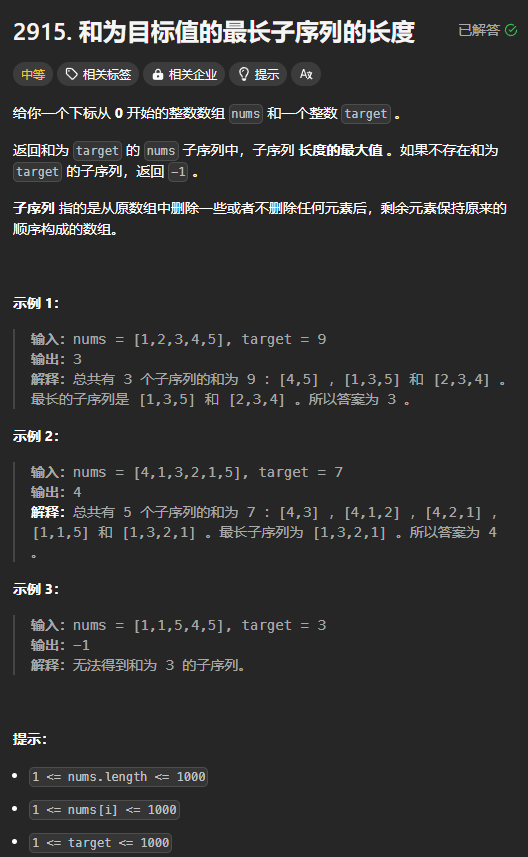 2915. 和为目标值的最长子序列的长度
已解答
中等 相关标签 相关企业 提示 A文
给你一个下标从 0 开始的整数数组 nums 和一个整数 target 。
返回和为 target 的 nums 子序列中，子序列 长度的最大值 。如果不存在和为
target 的子序列，返回 -1 。
子序列 指的是从原数组中删除一些或者不删除任何元素后，剩余元素保持原来的
顺序构成的数组。
示例 1：
输入：nums = [1,2,3,4,5], target = 9
输出：3
解释：总共有 3 个子序列的和为 9 ：[4,5] ，[1,3,5] 和 [2,3,4] 。
最长的子序列是 [1,3,5] 和 [2,3,4] 。所以答案为 3 。
示例 2：
输入：nums = [4,1,3,2,1,5], target = 7
输出：4
解释：总共有 5 个子序列的和为 7 ：[4,3] ，[4,1,2] ，[4,2,1] ，
[1,1,5] 和 [1,3,2,1] 。最长子序列为 [1,3,2,1] 。所以答案为 4
。
示例 3：
输入：nums = [1,1,5,4,5], target = 3
输出：-1
解释：无法得到和为 3 的子序列。
提示：
1 <= nums.length <= 1000
1 <= nums[i] <= 1000
1 <= target <= 1000